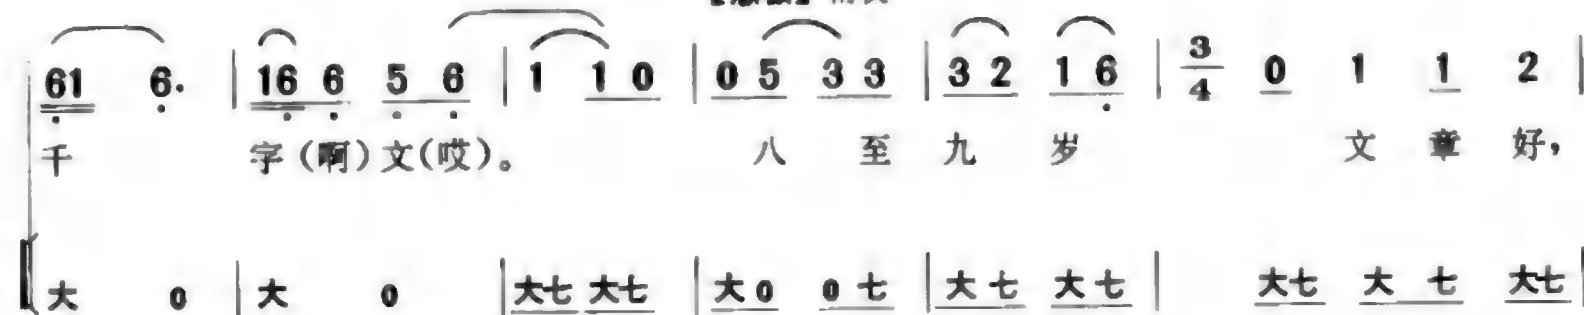 61 6. | 16 6 5 6 | 1 1 0 | 0 5 3 3 | 3 2 1 6 | 3/4 0 1 1 2 |
千 字(啊)文(哎)。 八 至 九 岁 文 章 好，
大 0 | 大 0 | 大七 大七 | 大 0 0 七 | 大 七 大 七 | 大七 大 七 大七